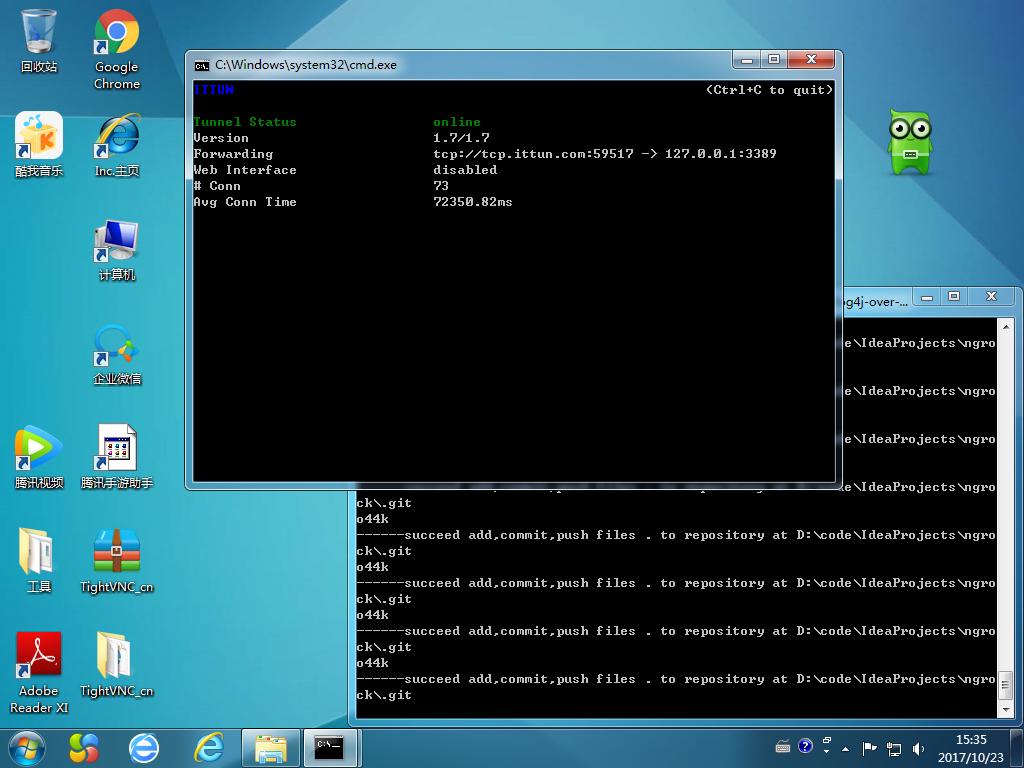 回收站
Google
Chrome
酷我音乐
Inc.主页
计算机
企业微信
腾讯视频
腾讯手游助手
工具
TightVNC_cn
Adobe
Reader XI
TightVNC_cn
C:\Windows\system32\cmd.exe
ITTUN (Ctrl+C to quit)
Tunnel Status online
Version 1.7/1.7
Forwarding tcp://tcp.ittun.com:59517 -> 127.0.0.1:3389
Web Interface disabled
# Conn 73
Avg Conn Time 72350.82ms
og4j-over-...
e\IdeaProjects\ngro
e\IdeaProjects\ngro
e\IdeaProjects\ngro
e\IdeaProjects\ngro
ck\.git
o44k
------succeed add,commit,push files . to repository at D:\code\IdeaProjects\ngro
ck\.git
o44k
------succeed add,commit,push files . to repository at D:\code\IdeaProjects\ngro
ck\.git
o44k
------succeed add,commit,push files . to repository at D:\code\IdeaProjects\ngro
ck\.git
o44k
------succeed add,commit,push files . to repository at D:\code\IdeaProjects\ngro
ck\.git
15:35
2017/10/23